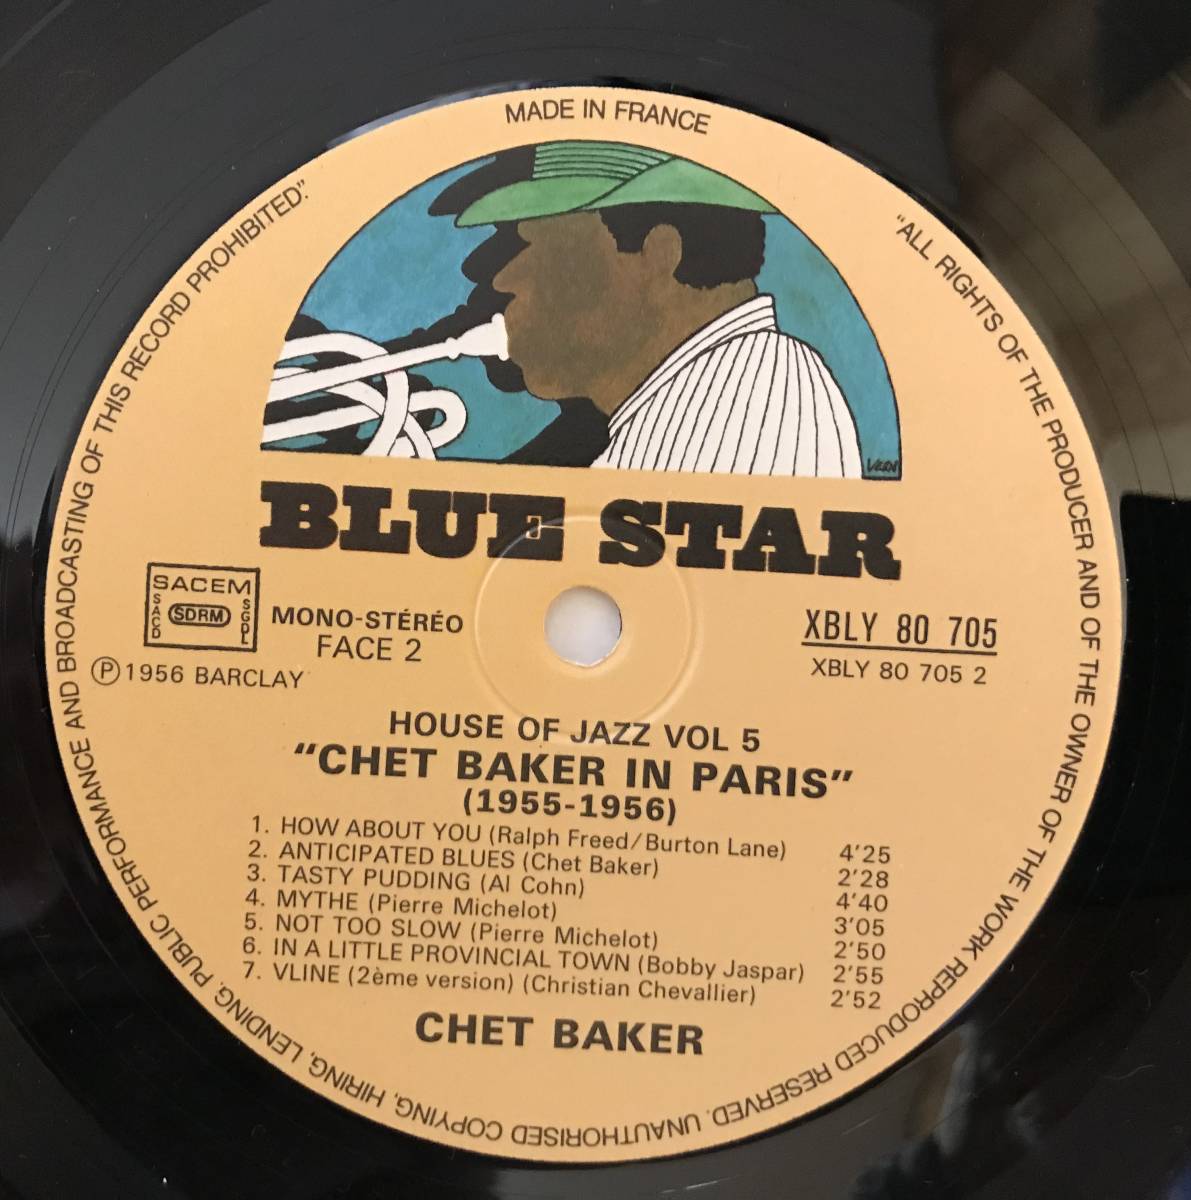 MADE IN FRANCE
"ALL RIGHTS OF THE PRODUCER AND OF THE OWNER OF THE WORK REPRODUCED RESERVED. UNAUTHORISED COPYING, HIRING, LENDING, PUBLIC PERFORMANCE AND BROADCASTING OF THIS RECORD PROHIBITED".
BLUE STAR
SACEM
SACD
SDRM
SGDL
MONO-STÉRÉO
FACE 2
Ⓟ 1956 BARCLAY
XBLY 80 705
XBLY 80 705 2
HOUSE OF JAZZ VOL 5
"CHET BAKER IN PARIS"
(1955-1956)
1. HOW ABOUT YOU (Ralph Freed/Burton Lane) 4'25
2. ANTICIPATED BLUES (Chet Baker) 2'28
3. TASTY PUDDING (Al Cohn) 4'40
4. MYTHE (Pierre Michelot) 3'05
5. NOT TOO SLOW (Pierre Michelot) 2'50
6. IN A LITTLE PROVINCIAL TOWN (Bobby Jaspar) 2'55
7. VLINE (2ème version) (Christian Chevallier) 2'52
CHET BAKER